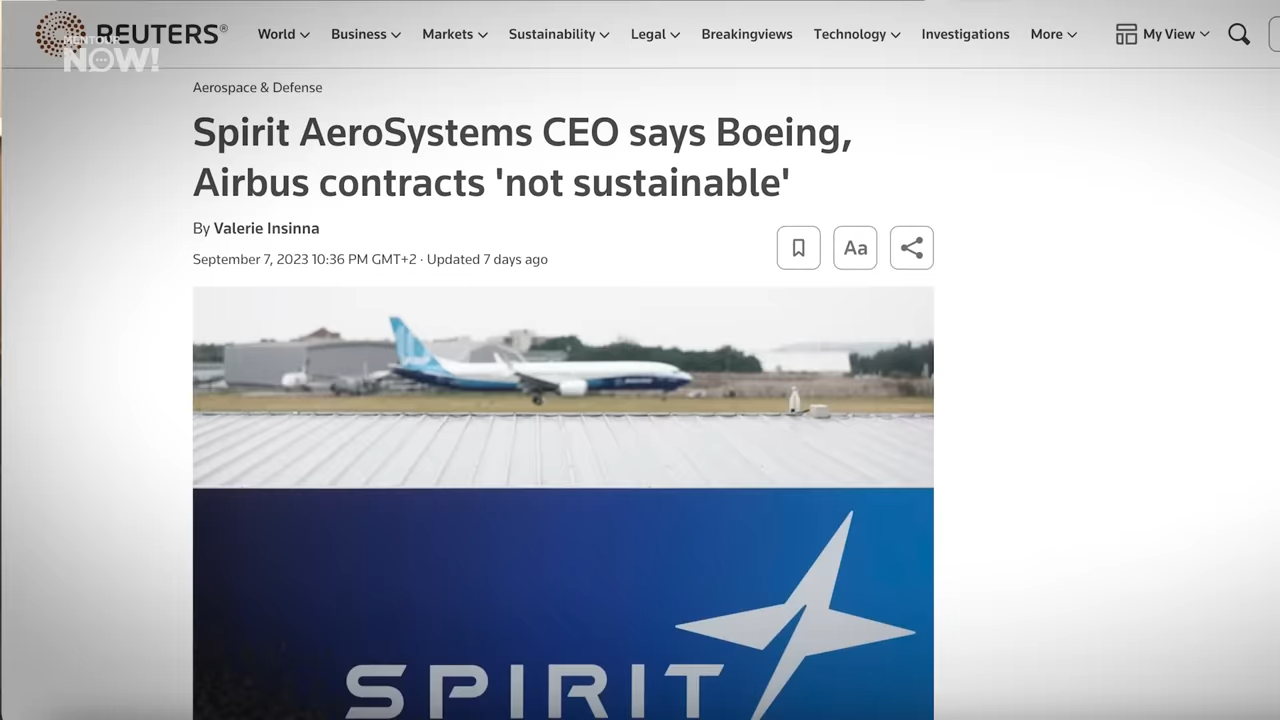 REUTERS®
MENTOUR
NOW!
World
Business
Markets
Sustainability
Legal
Breakingviews
Technology
Investigations
More
My View
Aerospace & Defense
Spirit AeroSystems CEO says Boeing,
Airbus contracts 'not sustainable'
By Valerie Insinna
September 7, 2023 10:36 PM GMT+2 · Updated 7 days ago
Aa
SPIRIT